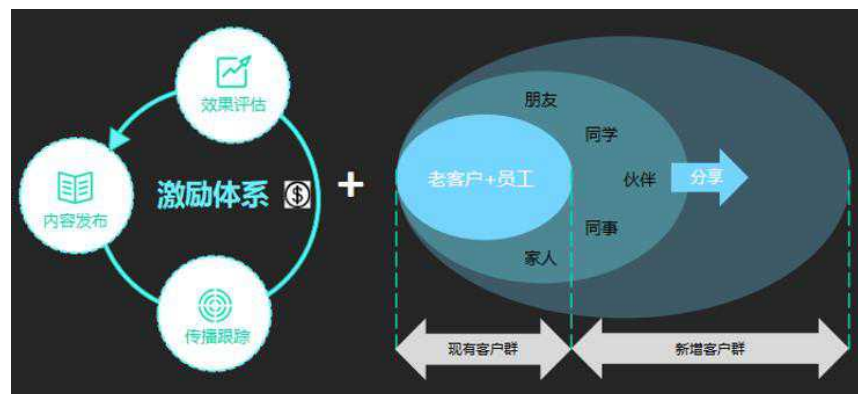 效果评估
内容发布
激励体系
传播跟踪
+
老客户+员工
朋友
同学
伙伴
同事
家人
分享
现有客户群
新增客户群